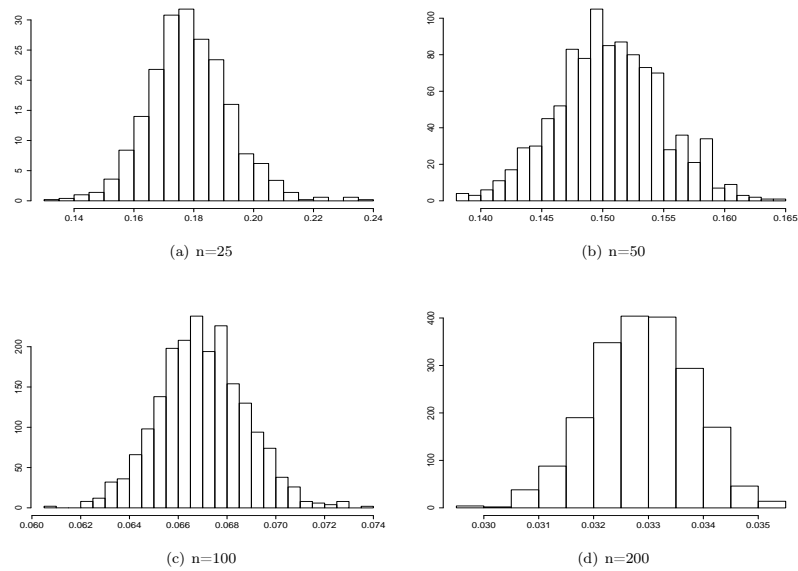 0 5 10 15 20 25 30
0.14 0.16 0.18 0.20 0.22 0.24
(a) n=25
0 20 40 60 80 100
0.140 0.145 0.150 0.155 0.160 0.165
(b) n=50
0 50 100 150 200
0.060 0.062 0.064 0.066 0.068 0.070 0.072 0.074
(c) n=100
0 100 200 300 400
0.030 0.031 0.032 0.033 0.034 0.035
(d) n=200